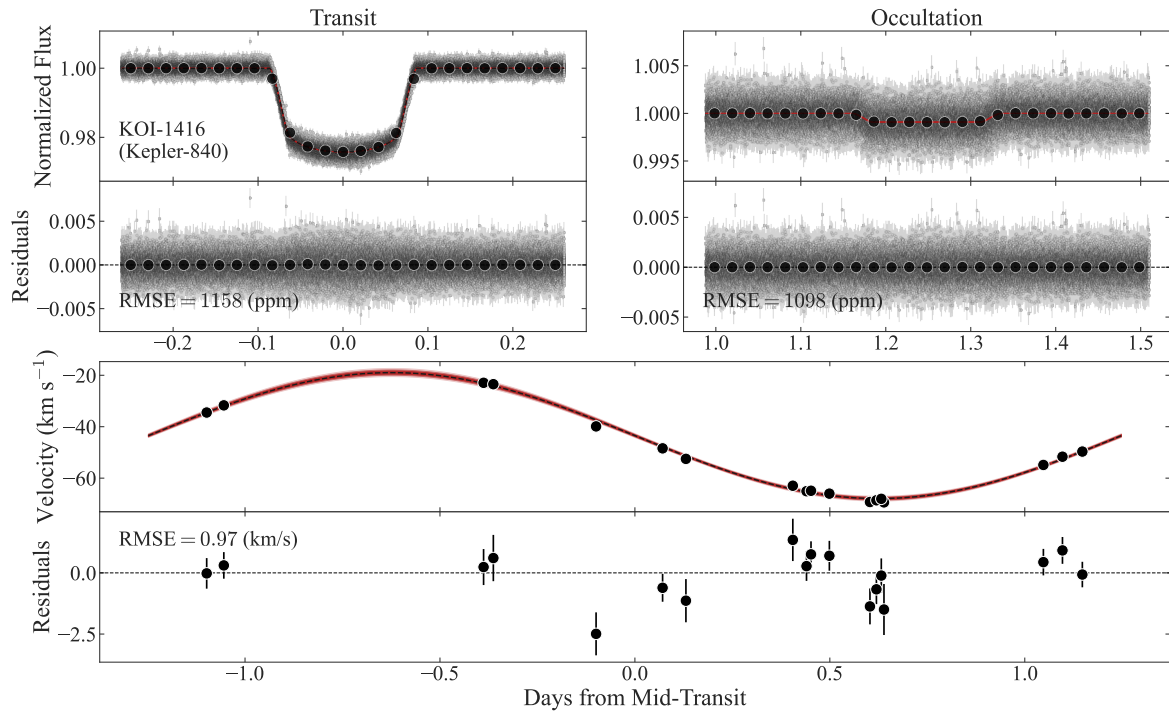 Transit
Occultation
Normalized Flux
1.00
0.98
KOI-1416
(Kepler-840)
1.005
1.000
0.995
Residuals
0.005
0.000
−0.005
RMSE = 1158 (ppm)
−0.2 −0.1 0.0 0.1 0.2
0.005
0.000
−0.005
RMSE = 1098 (ppm)
1.0 1.1 1.2 1.3 1.4 1.5
Velocity (km s⁻¹)
−20
−40
−60
Residuals
RMSE = 0.97 (km/s)
0.0
−2.5
−1.0 −0.5 0.0 0.5 1.0
Days from Mid-Transit